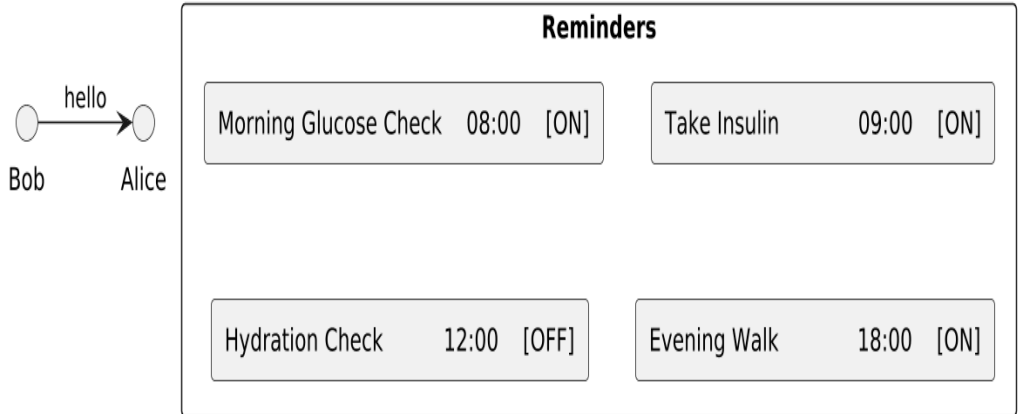 Reminders
hello
Bob
Alice
Morning Glucose Check 08:00 [ON]
Take Insulin 09:00 [ON]
Hydration Check 12:00 [OFF]
Evening Walk 18:00 [ON]